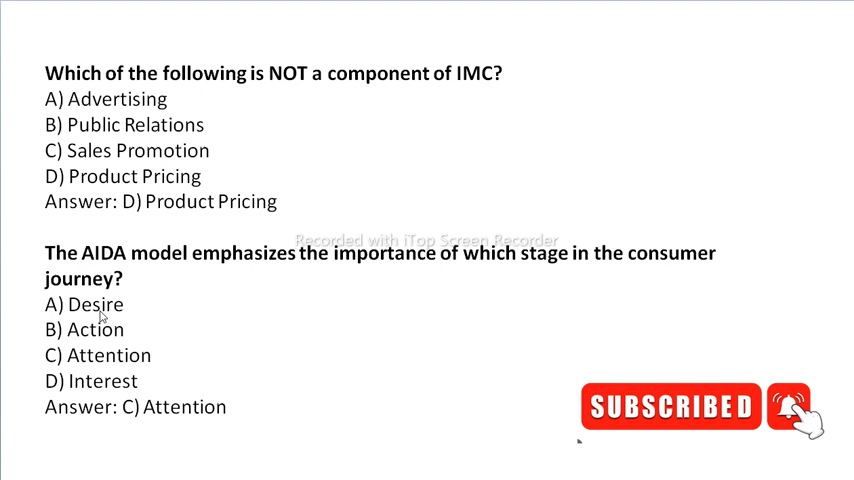 Which of the following is NOT a component of IMC?
A) Advertising
B) Public Relations
C) Sales Promotion
D) Product Pricing
Answer: D) Product Pricing
Recorded with iTop Screen Recorder
The AIDA model emphasizes the importance of which stage in the consumer
journey?
A) Desire
B) Action
C) Attention
D) Interest
Answer: C) Attention
SUBSCRIBED